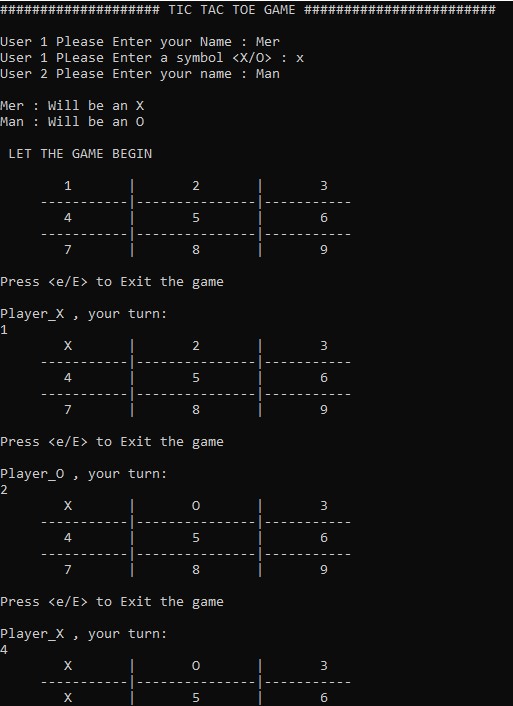 #################### TIC TAC TOE GAME ########################
User 1 Please Enter your Name : Mer
User 1 PLease Enter a symbol <X/O> : x
User 2 Please Enter your name : Man
Mer : Will be an X
Man : Will be an O
LET THE GAME BEGIN
1 | 2 | 3
-----------|---------------|-----------
4 | 5 | 6
-----------|---------------|-----------
7 | 8 | 9
Press <e/E> to Exit the game
Player_X , your turn:
1
X | 2 | 3
-----------|---------------|-----------
4 | 5 | 6
-----------|---------------|-----------
7 | 8 | 9
Press <e/E> to Exit the game
Player_O , your turn:
2
X | O | 3
-----------|---------------|-----------
4 | 5 | 6
-----------|---------------|-----------
7 | 8 | 9
Press <e/E> to Exit the game
Player_X , your turn:
4
X | O | 3
-----------|---------------|-----------
X | 5 | 6